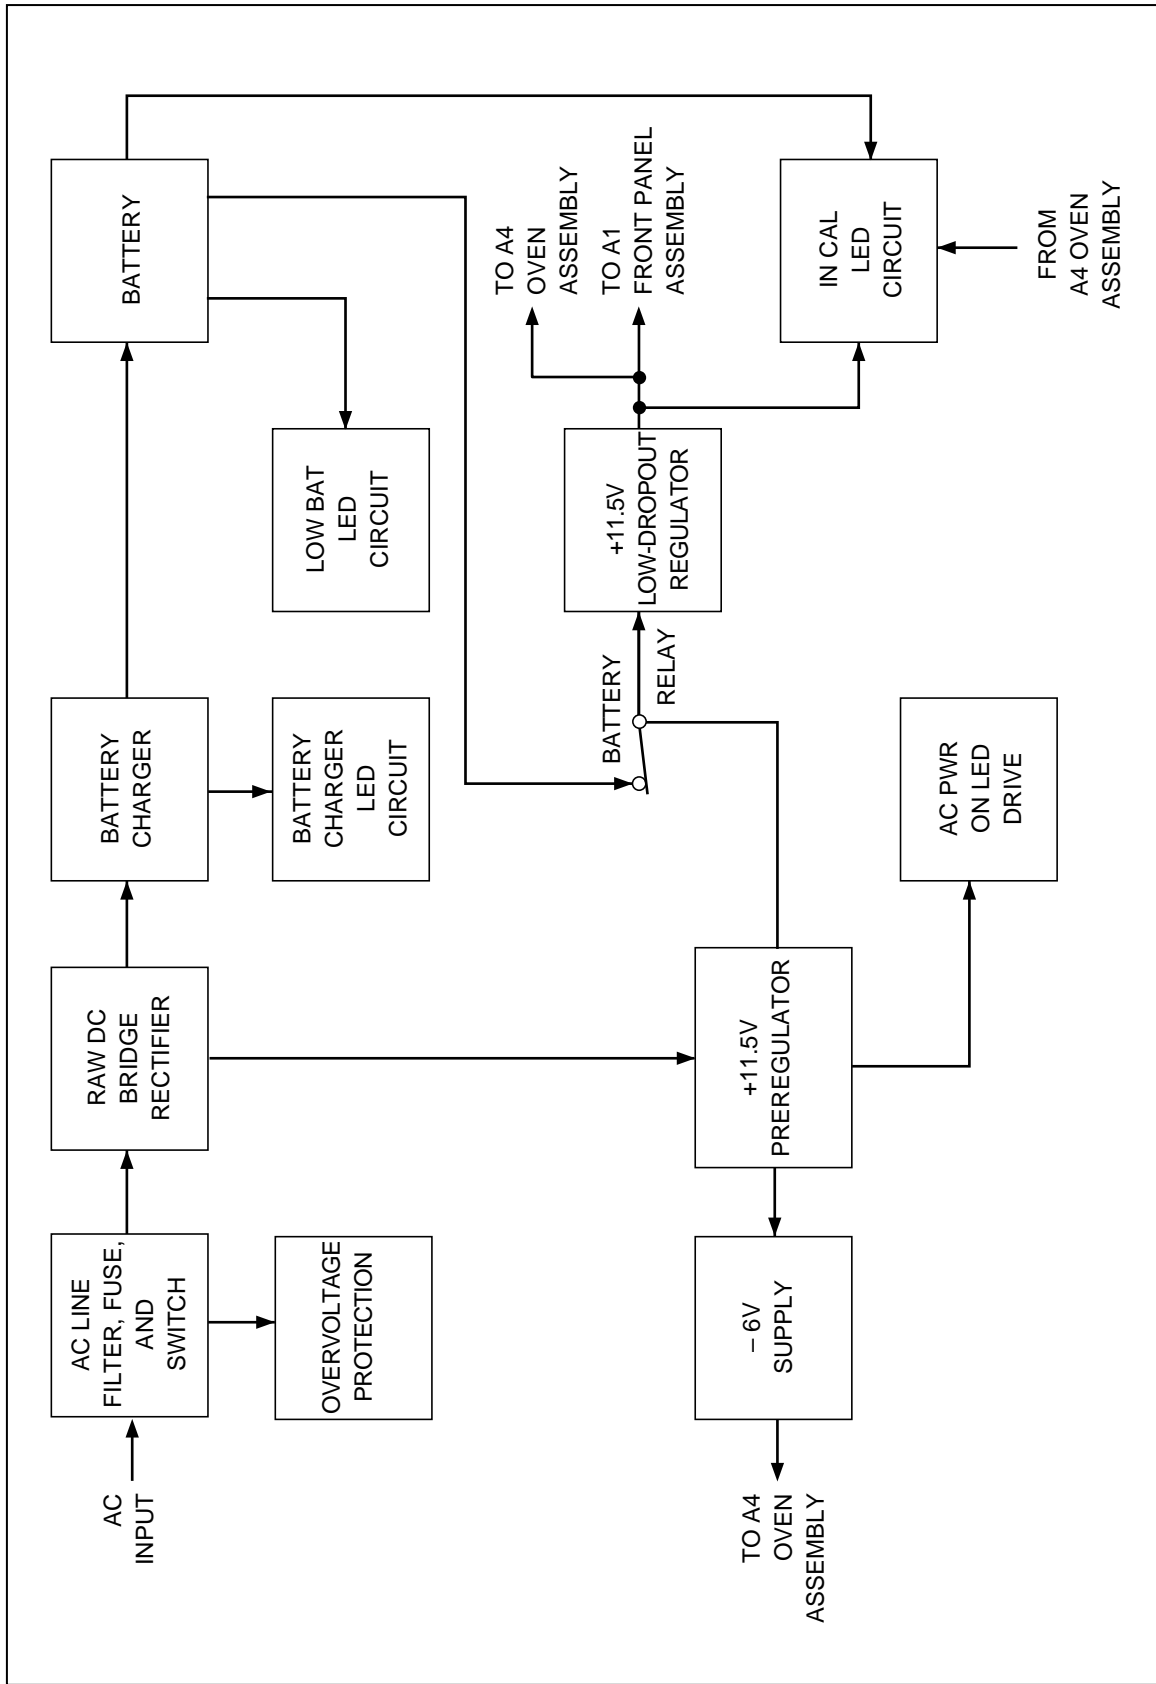 AC
INPUT
AC LINE
FILTER, FUSE,
AND
SWITCH
RAW DC
BRIDGE
RECTIFIER
BATTERY
CHARGER
BATTERY
OVERVOLTAGE
PROTECTION
BATTERY
CHARGER
LED
CIRCUIT
LOW BAT
LED
CIRCUIT
TO A4
OVEN
ASSEMBLY
BATTERY
RELAY
+11.5V
LOW-DROPOUT
REGULATOR
TO A1
FRONT PANEL
ASSEMBLY
TO A4
OVEN
ASSEMBLY
– 6V
SUPPLY
+11.5V
PREREGULATOR
AC PWR
ON LED
DRIVE
IN CAL
LED
CIRCUIT
FROM
A4 OVEN
ASSEMBLY